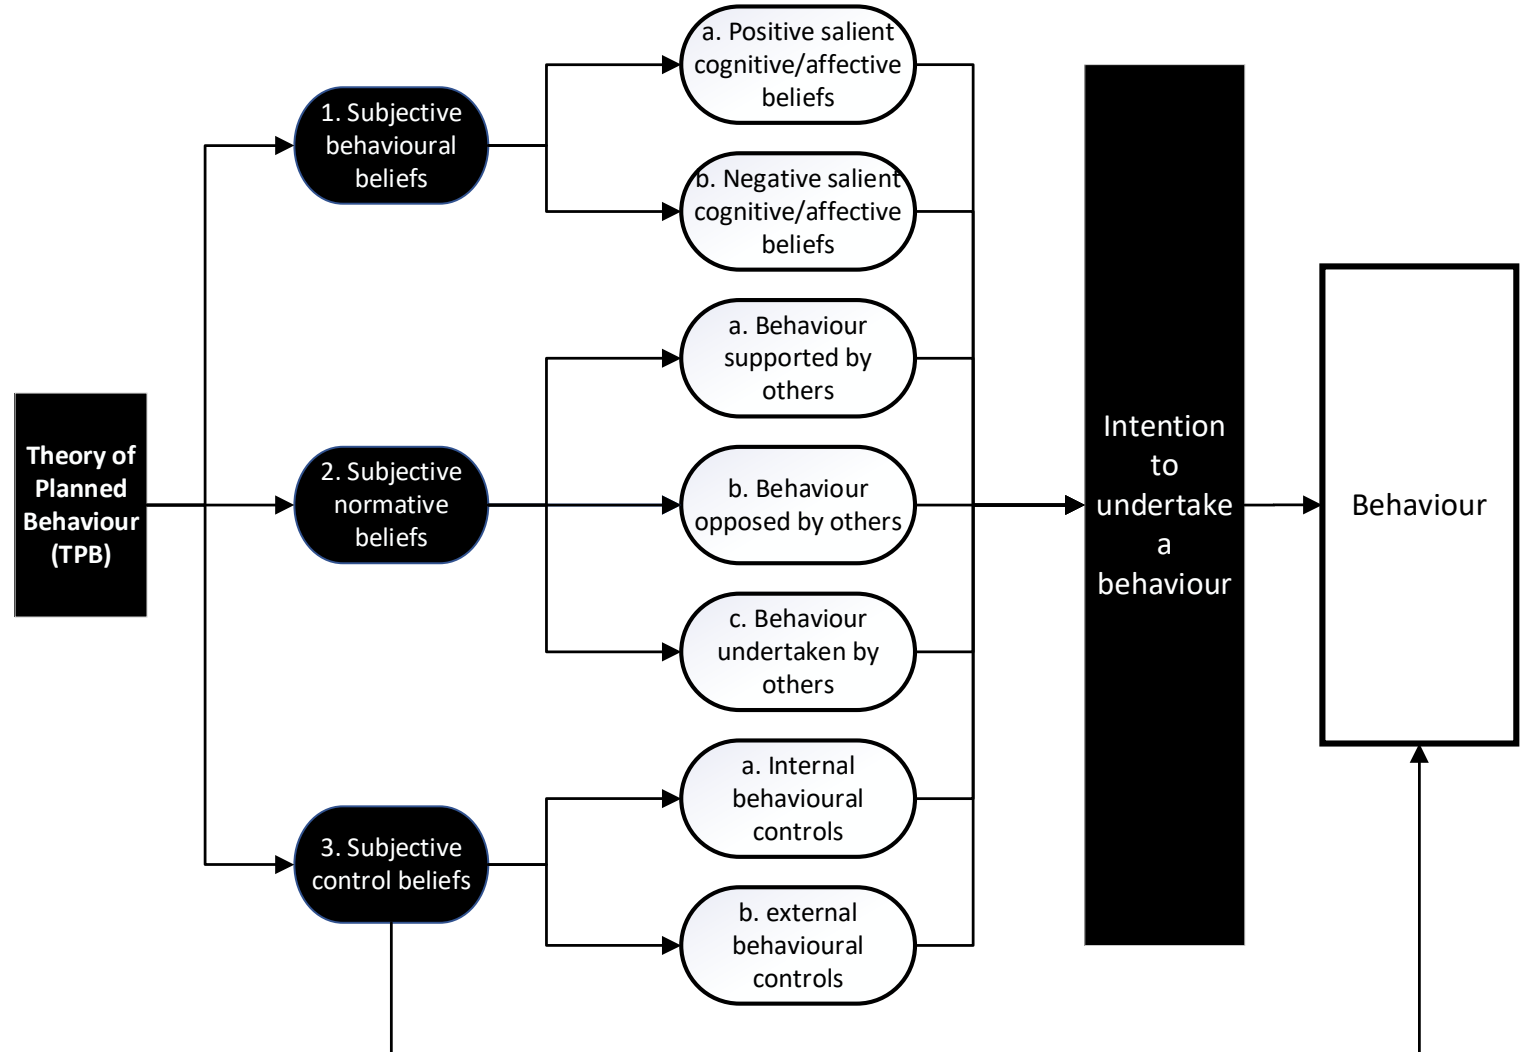 Theory of
Planned
Behaviour
(TPB)
1. Subjective
behavioural
beliefs
a. Positive salient
cognitive/affective
beliefs
b. Negative salient
cognitive/affective
beliefs
2. Subjective
normative
beliefs
a. Behaviour
supported by
others
b. Behaviour
opposed by others
c. Behaviour
undertaken by
others
3. Subjective
control beliefs
a. Internal
behavioural
controls
b. external
behavioural
controls
Intention
to
undertake
a
behaviour
Behaviour